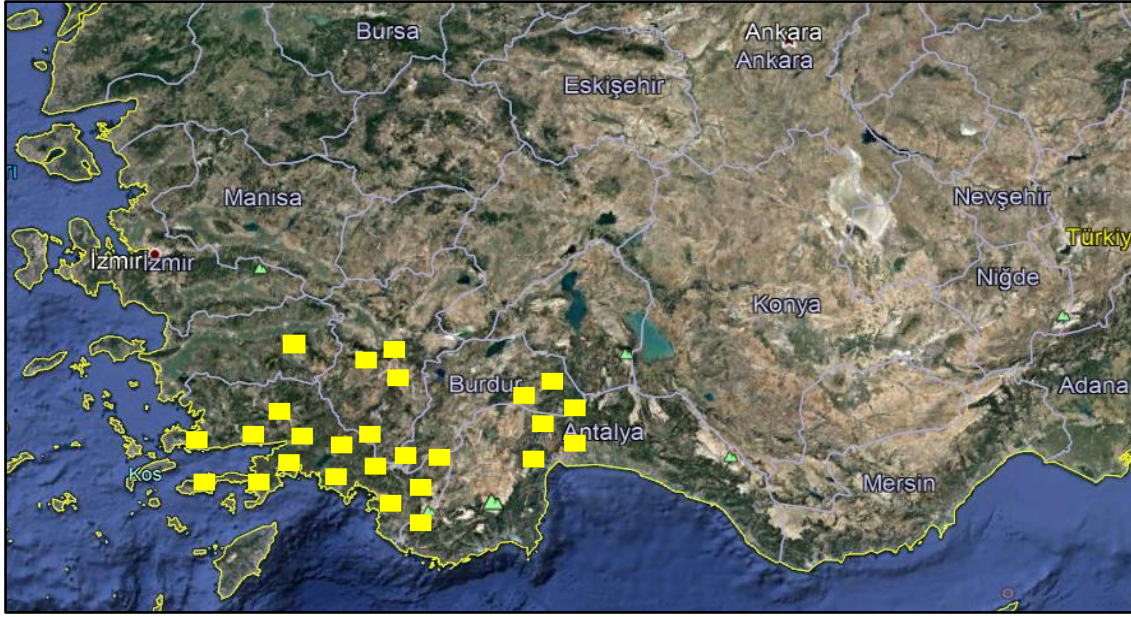 Bursa
Ankara
Ankara
Eskişehir
Manisa
Nevşehir
Türkiy
İzmir İzmir
Niğde
Konya
Burdur
Adana
Antalya
Kos
Mersin